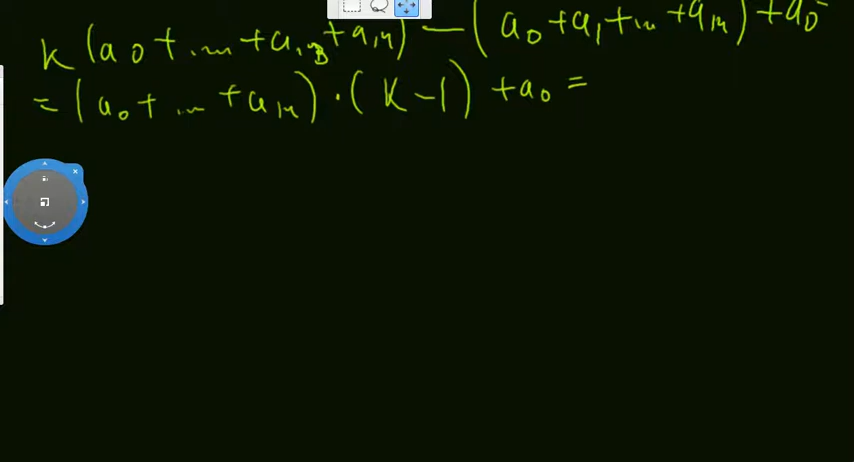 k(a₀+...+a₁₃+a₁₄)-(a₀+a₁+...+a₁₄)+a₀=
=(a₀+...+a₁₄)·(k-1)+a₀=